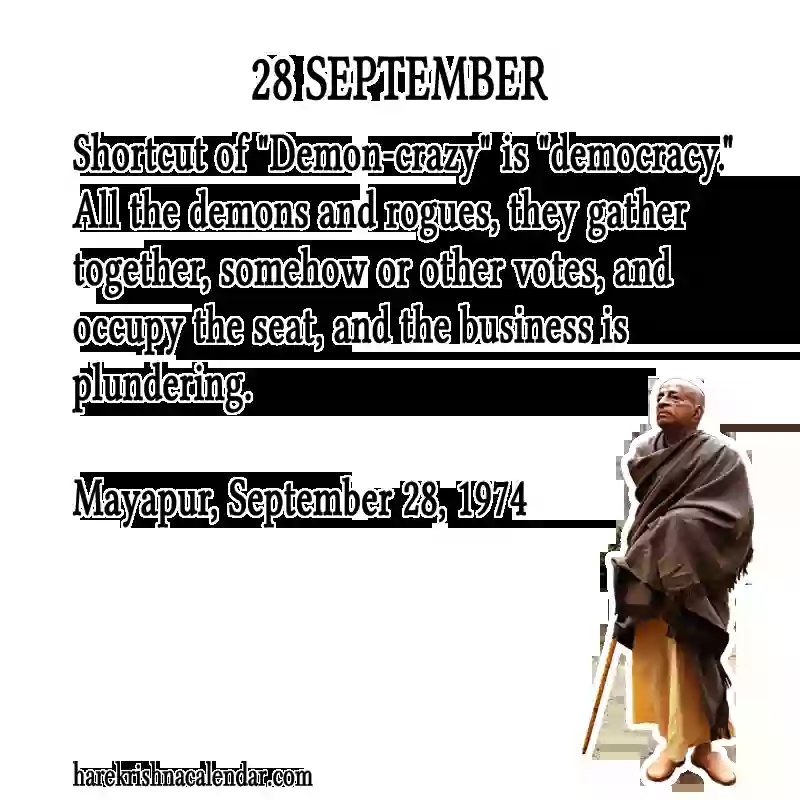 28 SEPTEMBER
Shortcut of "Demon-crazy" is "democracy."
All the demons and rogues, they gather
together, somehow or other votes, and
occupy the seat, and the business is
plundering.
Mayapur, September 28, 1974
harekrishnacalendar.com